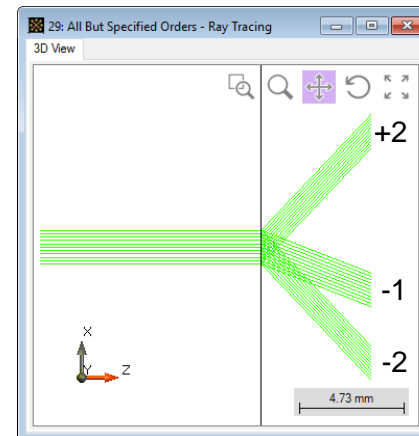 29: All But Specified Orders - Ray Tracing
3D View
+2
-1
-2
X
Y
Z
4.73 mm